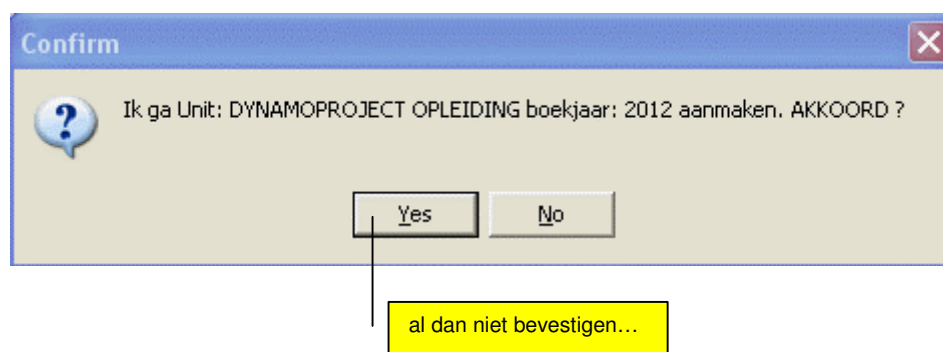 Confirm
Ik ga Unit: DYNAMOPROJECT OPLEIDING boekjaar: 2012 aanmaken. AKKOORD ?
Yes
No
al dan niet bevestigen…